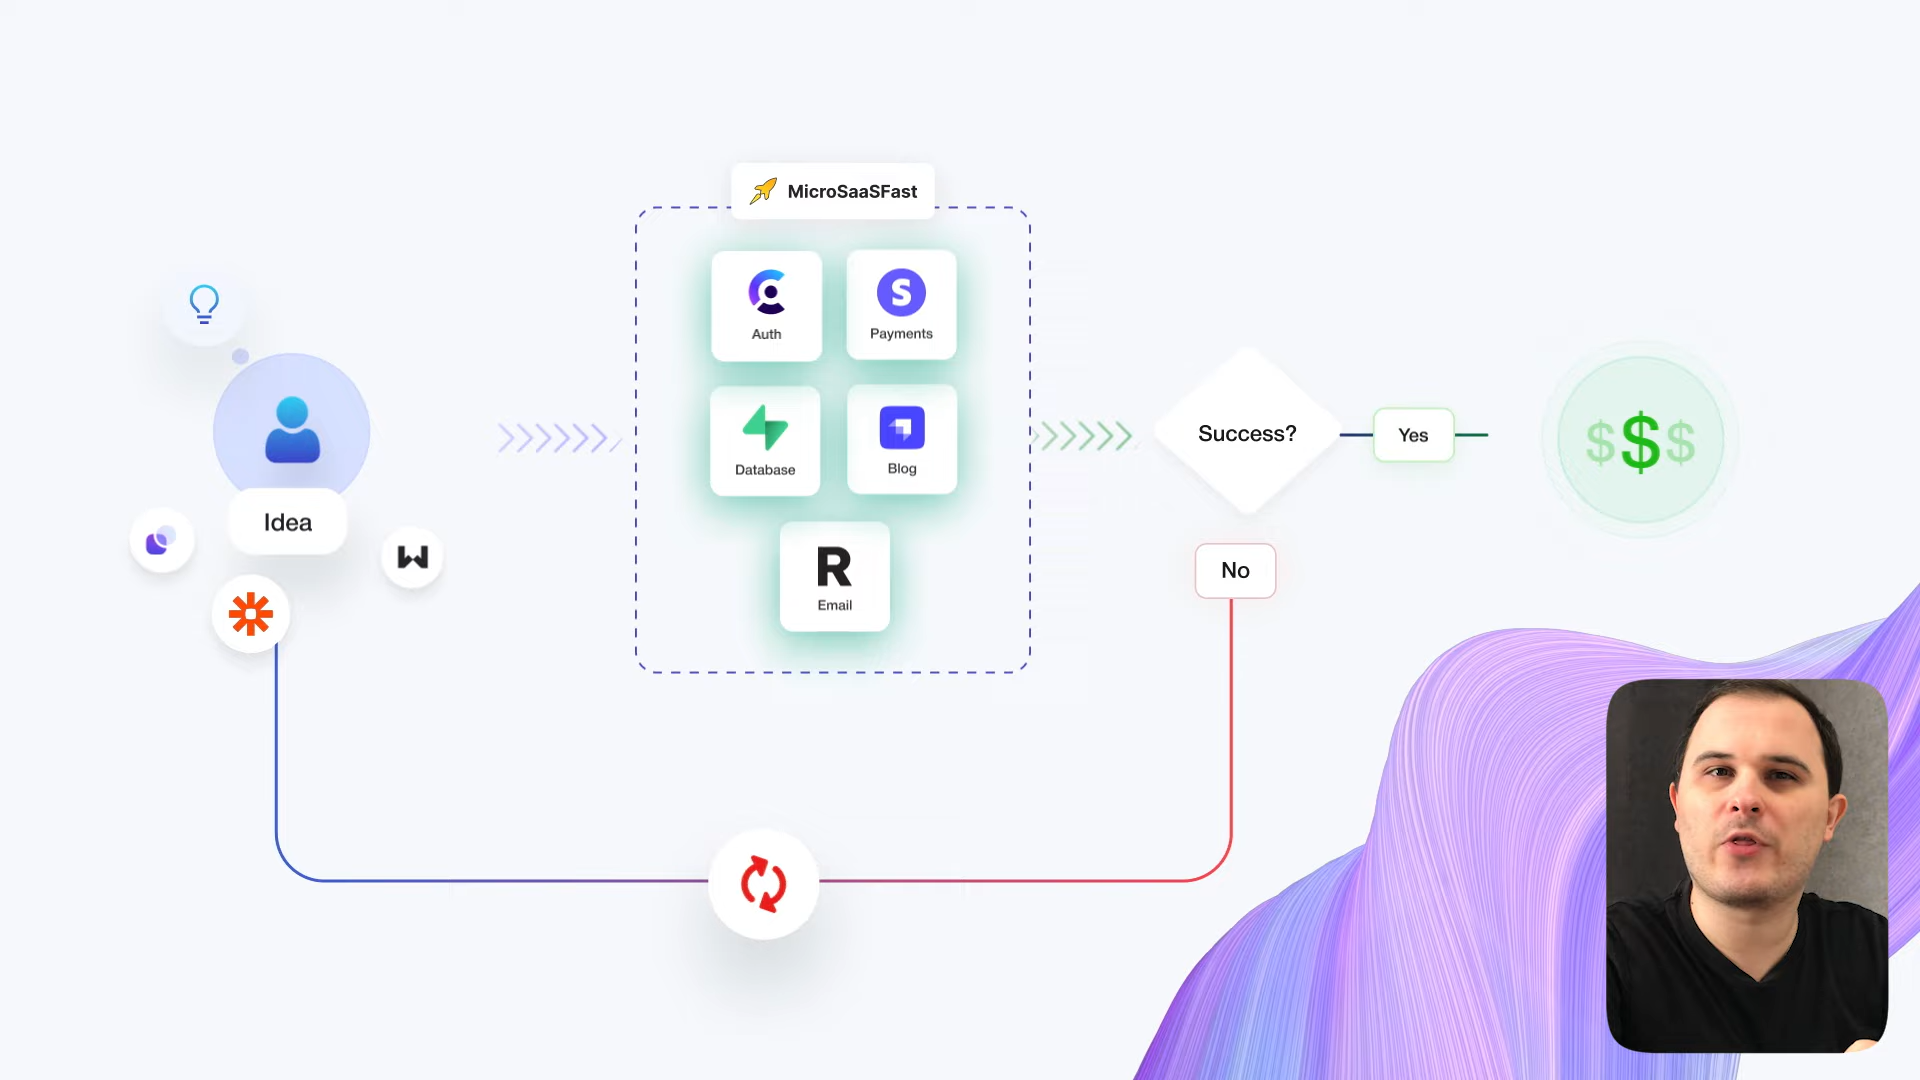 MicroSaaSFast
Auth
Payments
Database
Blog
R
Email
Idea
Success?
Yes
$$$
No